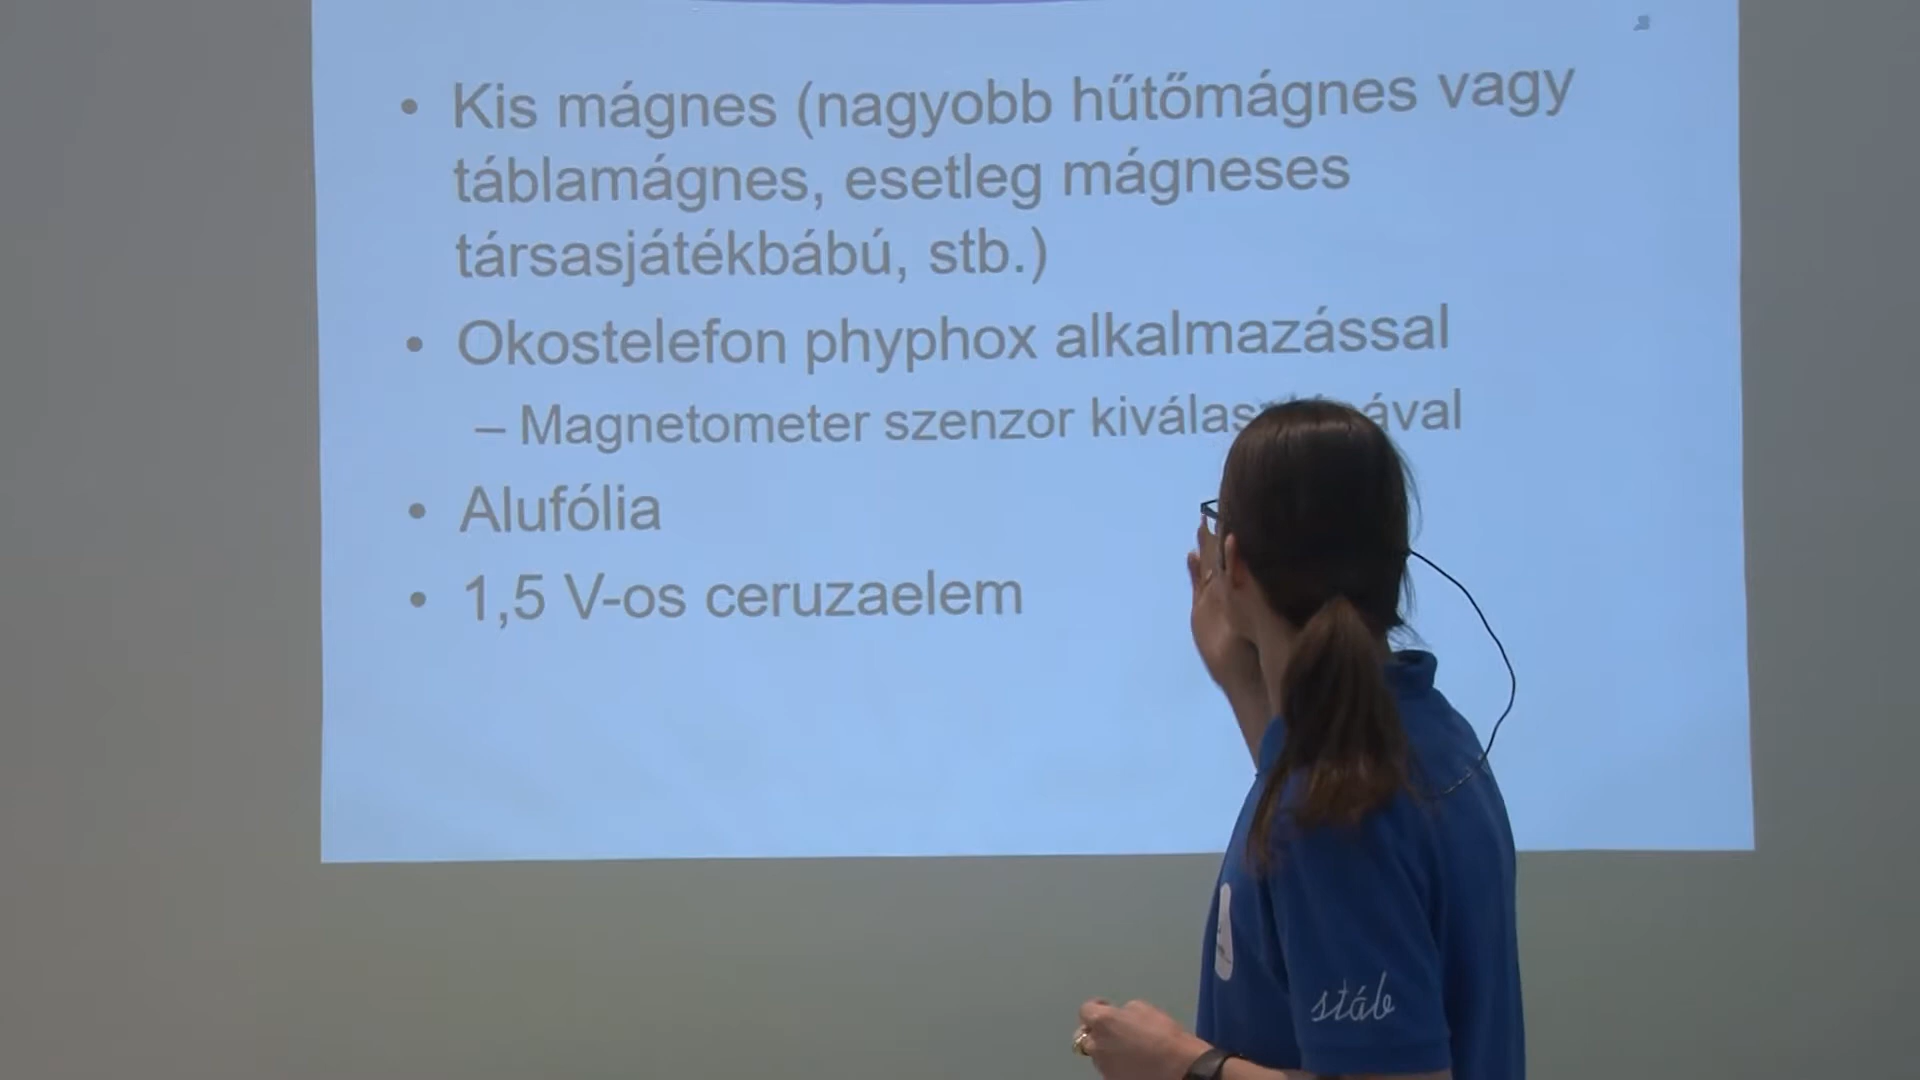 • Kis mágnes (nagyobb hűtőmágnes vagy
táblamágnes, esetleg mágneses
társasjátékbábú, stb.)
• Okostelefon phyphox alkalmazással
– Magnetometer szenzor
• Alufólia
• 1,5 V-os ceruzaelem
stáb